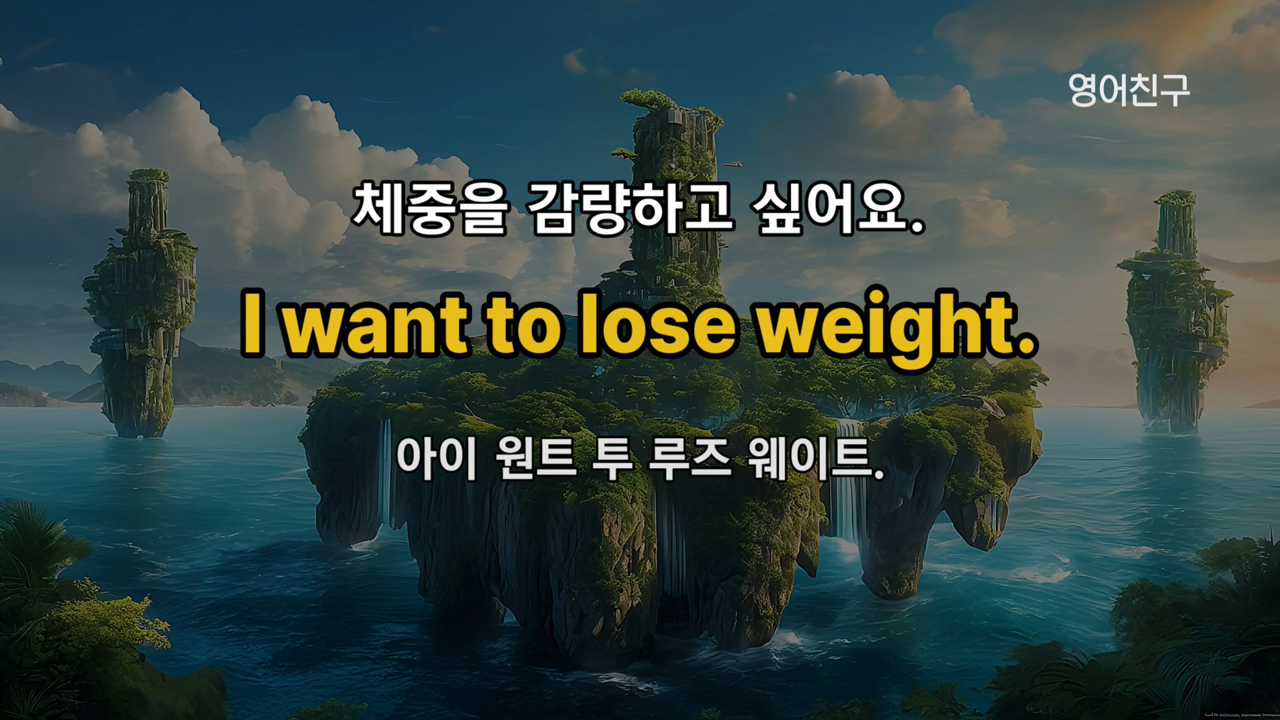 영어친구
체중을 감량하고 싶어요.
I want to lose weight.
아이 원트 투 루즈 웨이트.